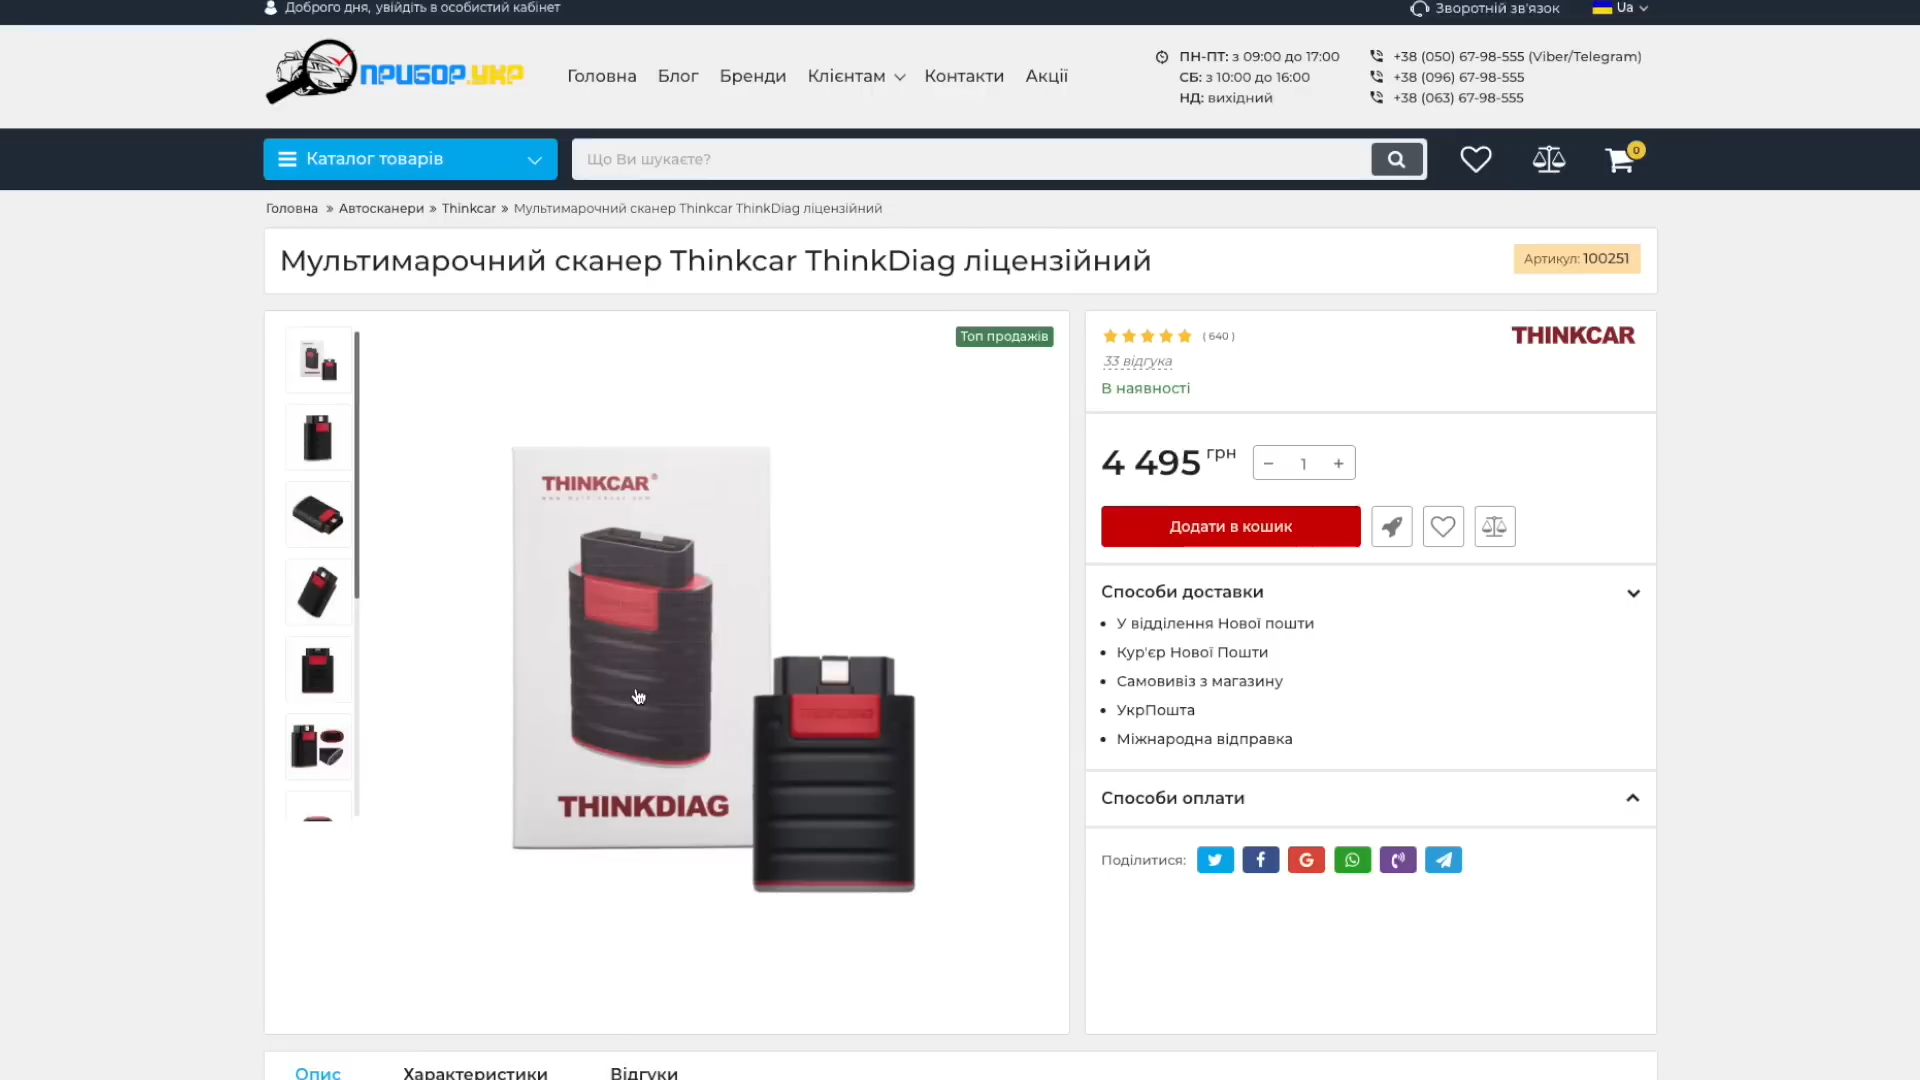 Доброго дня, увійдіть в особистий кабінет
Зворотній зв'язок
Ua
ПРИБОР.УКР
Головна
Блог
Бренди
Клієнтам
Контакти
Акції
ПН-ПТ: з 09:00 до 17:00
СБ: з 10:00 до 16:00
НД: вихідний
+38 (050) 67-98-555 (Viber/Telegram)
+38 (096) 67-98-555
+38 (063) 67-98-555
Каталог товарів
Що Ви шукаєте?
0
Головна » Автосканери » Thinkcar » Мультимарочний сканер Thinkcar ThinkDiag ліцензійний
Мультимарочний сканер Thinkcar ThinkDiag ліцензійний
Артикул: 100251
Топ продажів
THINKCAR®
THINKDIAG
( 640 )
THINKCAR
33 відгука
В наявності
4 495 грн
− 1 +
Додати в кошик
Способи доставки
• У відділення Нової пошти
• Кур'єр Нової Пошти
• Самовивіз з магазину
• УкрПошта
• Міжнародна відправка
Способи оплати
Поділитися:
Опис
Характеристики
Відгуки